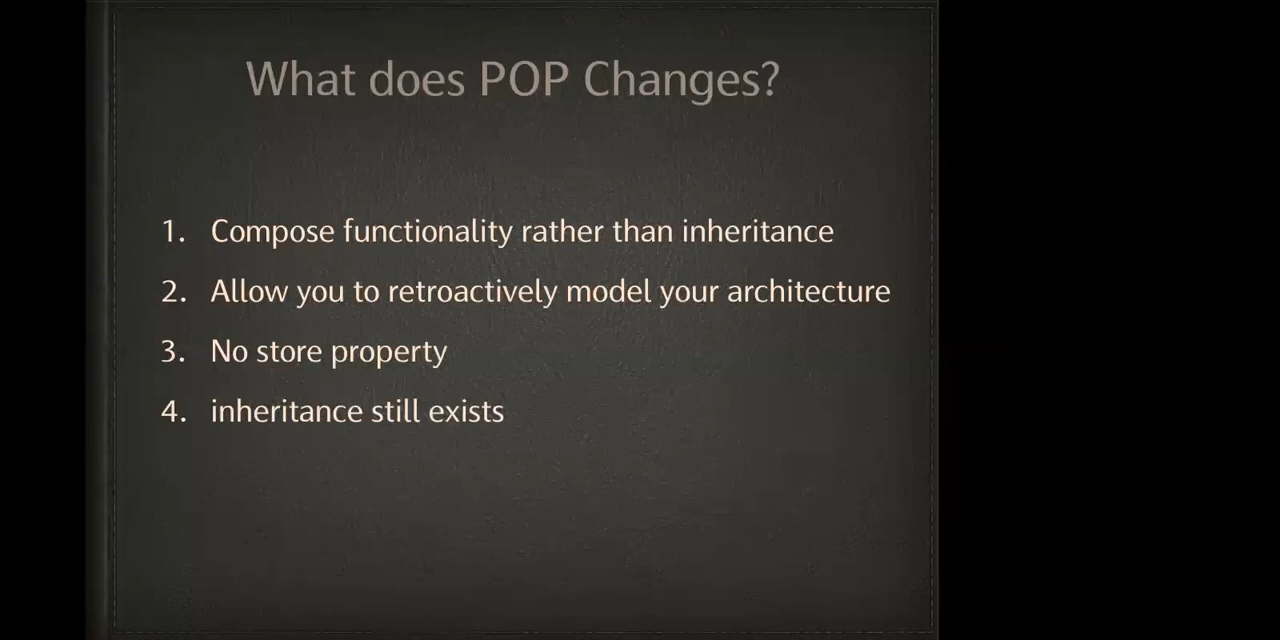 What does POP Changes?
1. Compose functionality rather than inheritance
2. Allow you to retroactively model your architecture
3. No store property
4. inheritance still exists